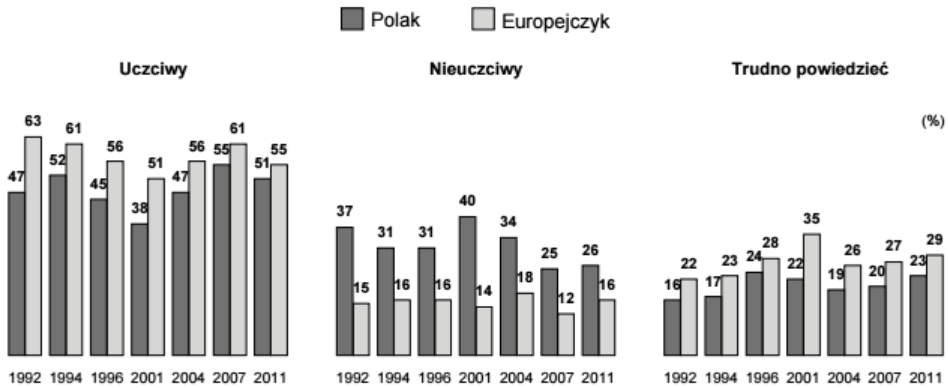 Polak Europejczyk
Uczciwy Nieuczciwy Trudno powiedzieć
(%)
47 63 52 61 45 56 38 51 47 56 55 61 51 55
37 15 31 16 31 16 40 14 34 18 25 12 26 16
16 22 17 23 24 28 22 35 19 26 20 27 23 29
1992 1994 1996 2001 2004 2007 2011 1992 1994 1996 2001 2004 2007 2011 1992 1994 1996 2001 2004 2007 2011